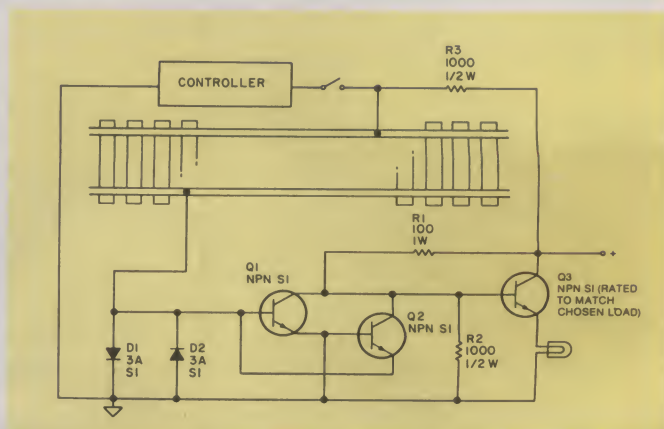 R3
1000
1/2 W
CONTROLLER
R1
100
1W
+
Q1
NPN SI
Q3
NPN SI (RATED
TO MATCH
CHOSEN LOAD)
Q2
NPN SI
D1
3A
SI
D2
3A
SI
R2
1000
1/2 W